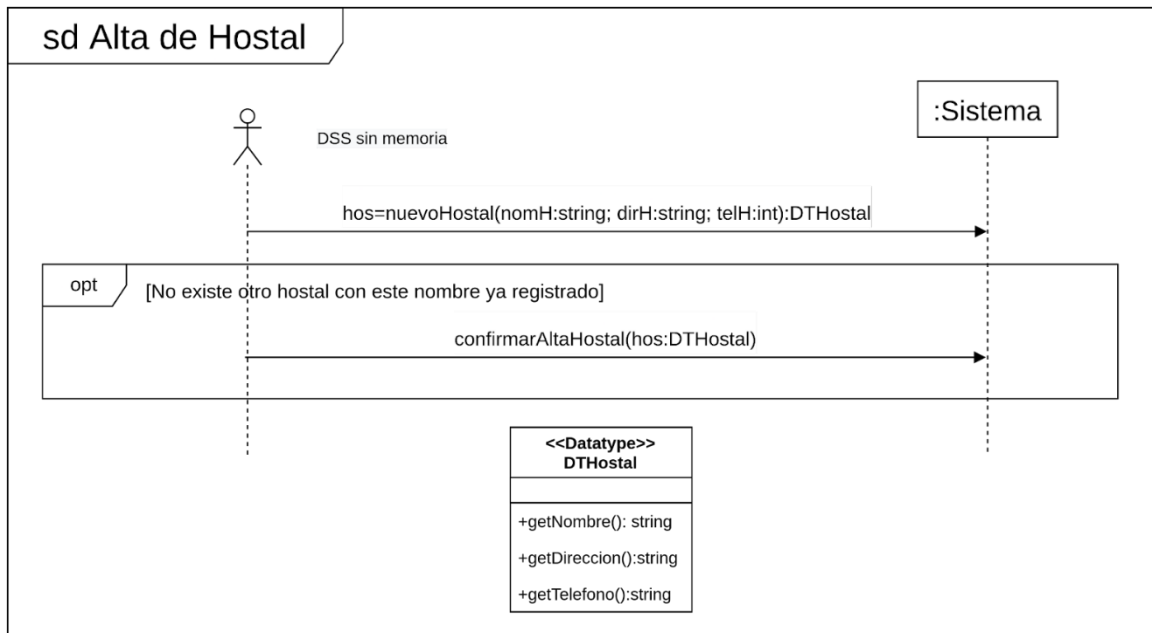 sd Alta de Hostal
:Sistema
DSS sin memoria
hos=nuevoHostal(nomH:string; dirH:string; telH:int):DTHostal
opt
[No existe otro hostal con este nombre ya registrado]
confirmarAltaHostal(hos:DTHostal)
<<Datatype>>
DTHostal
+getNombre(): string
+getDireccion():string
+getTelefono():string